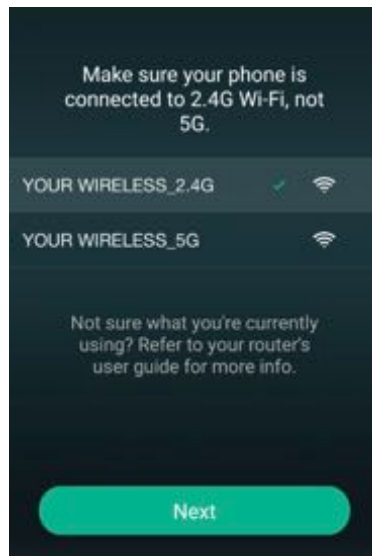 Make sure your phone is
connected to 2.4G Wi-Fi, not
5G.
YOUR WIRELESS_2.4G
YOUR WIRELESS_5G
Not sure what you're currently
using? Refer to your router's
user guide for more info.
Next